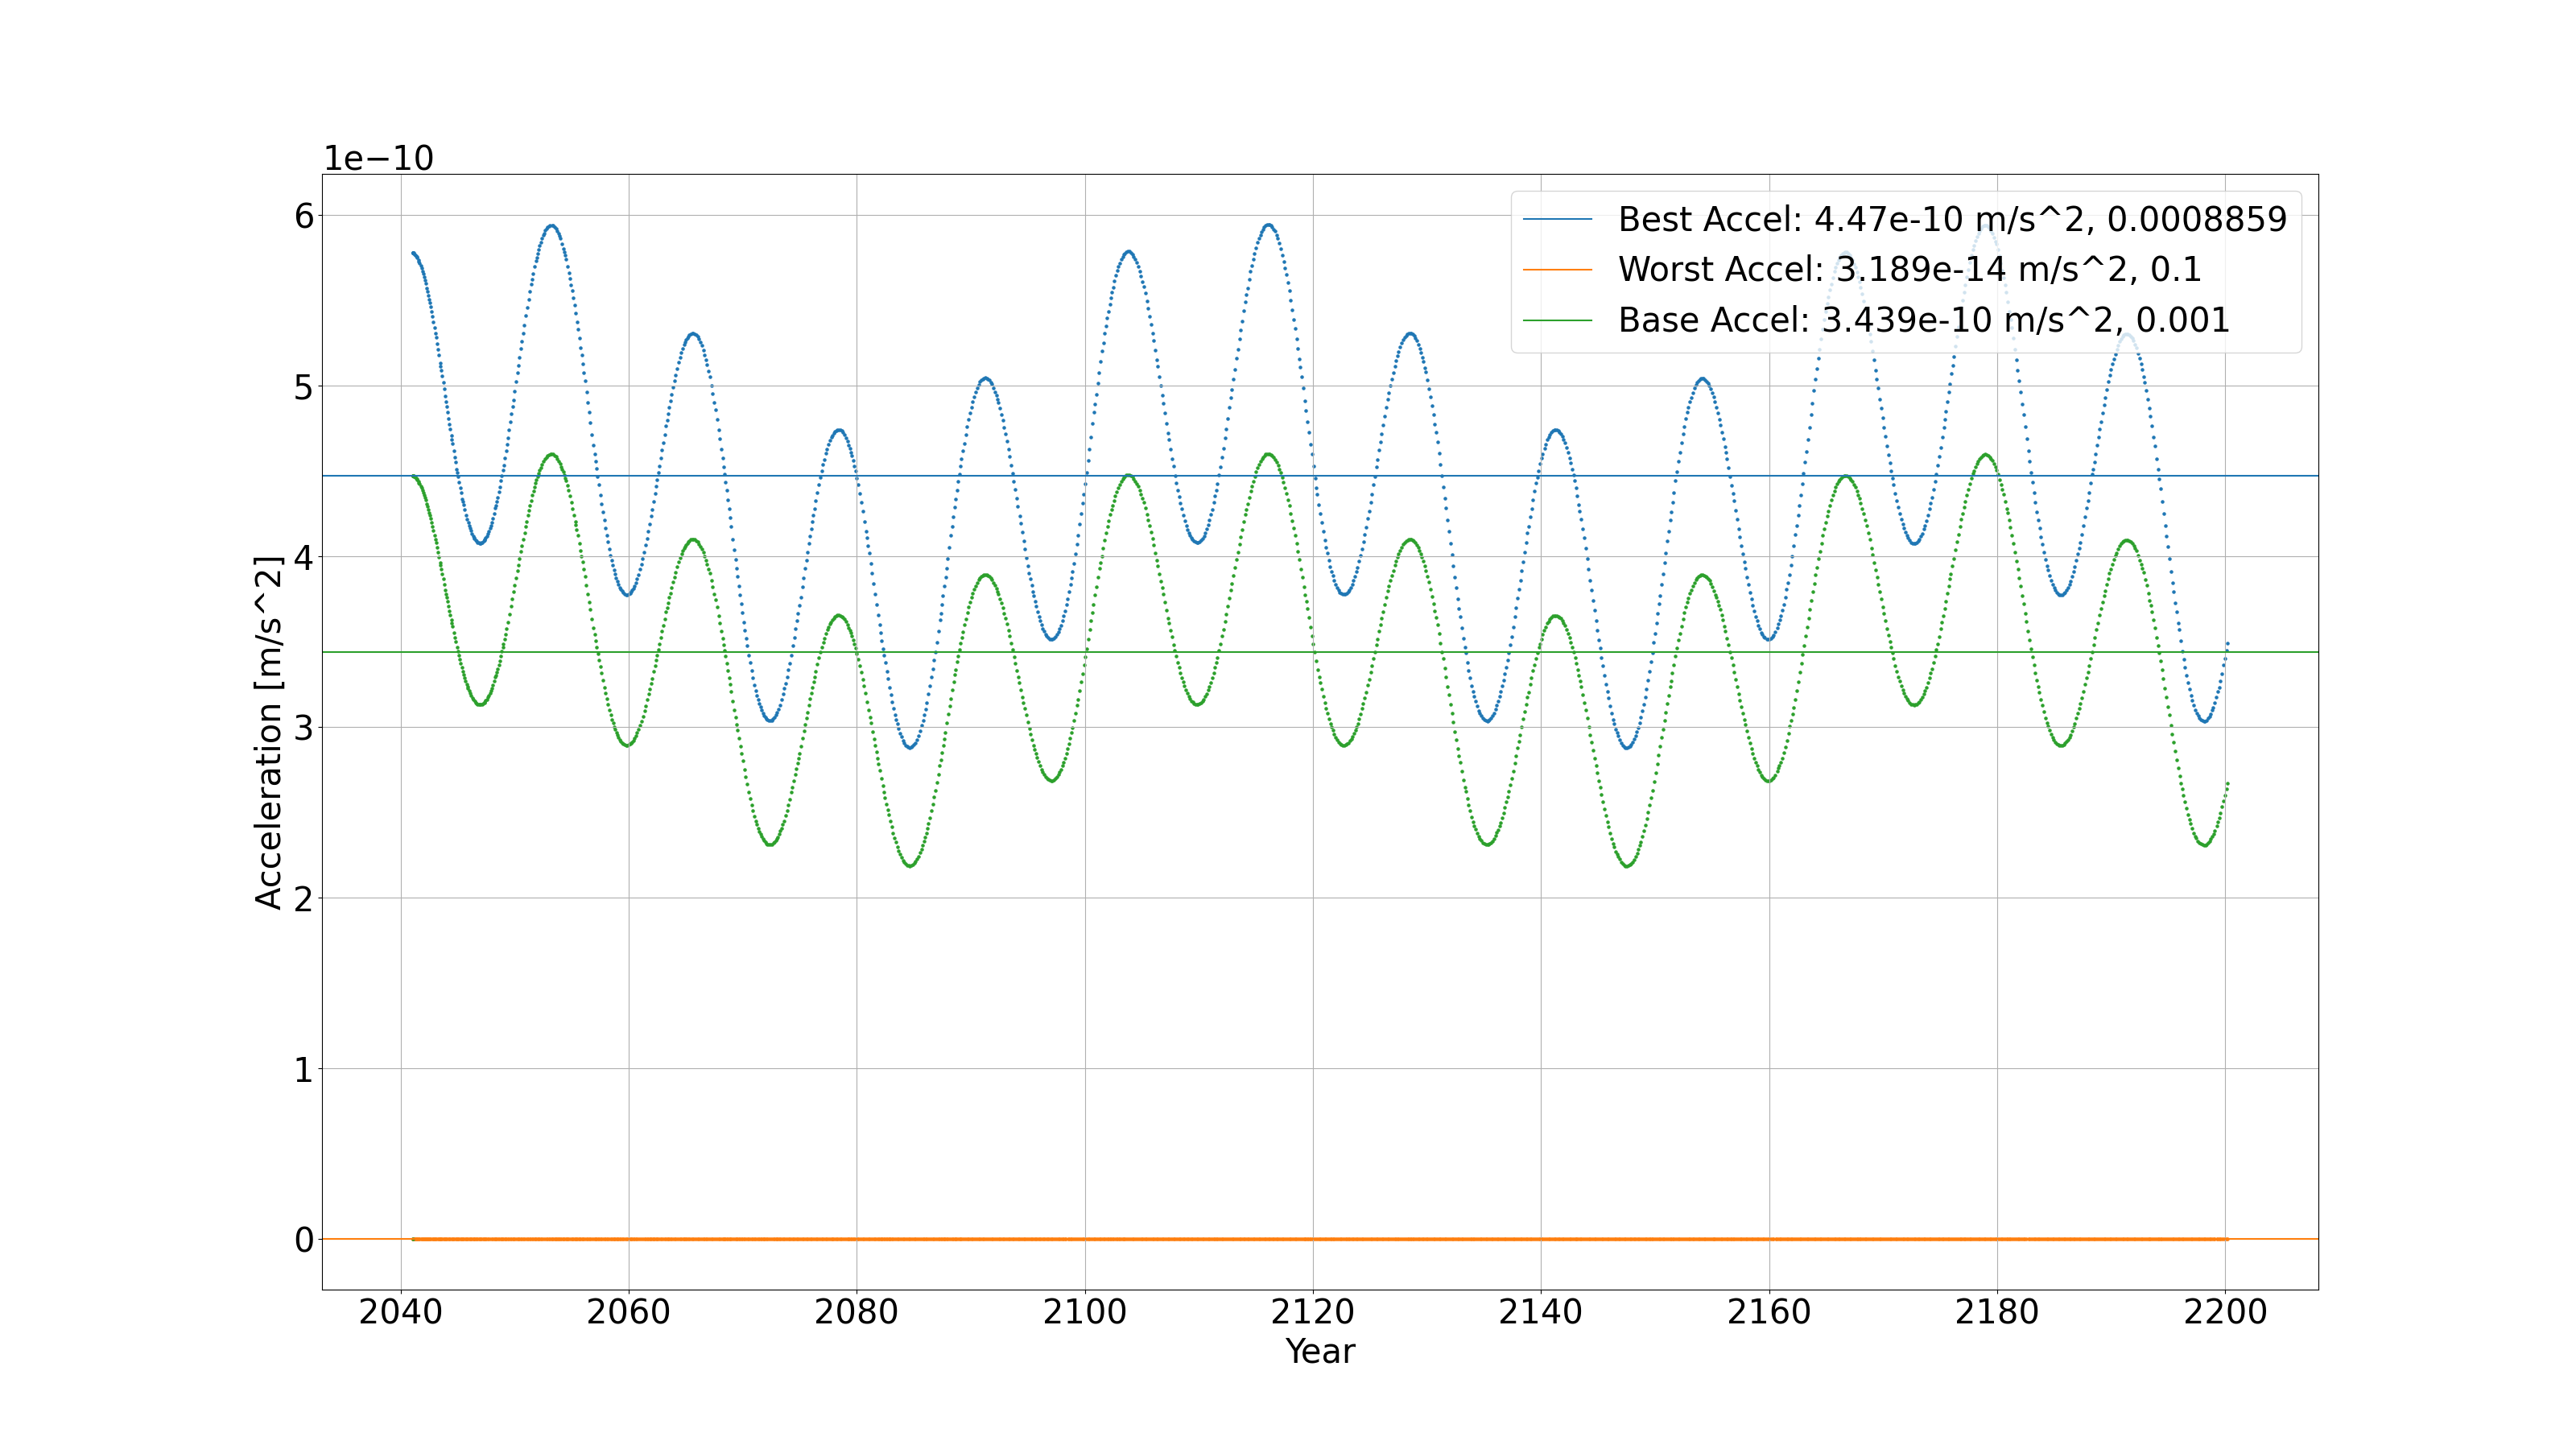 1e−10
Best Accel: 4.47e-10 m/s^2, 0.0008859
Worst Accel: 3.189e-14 m/s^2, 0.1
Base Accel: 3.439e-10 m/s^2, 0.001
6
5
4
3
2
1
0
Acceleration [m/s^2]
2040 2060 2080 2100 2120 2140 2160 2180 2200
Year